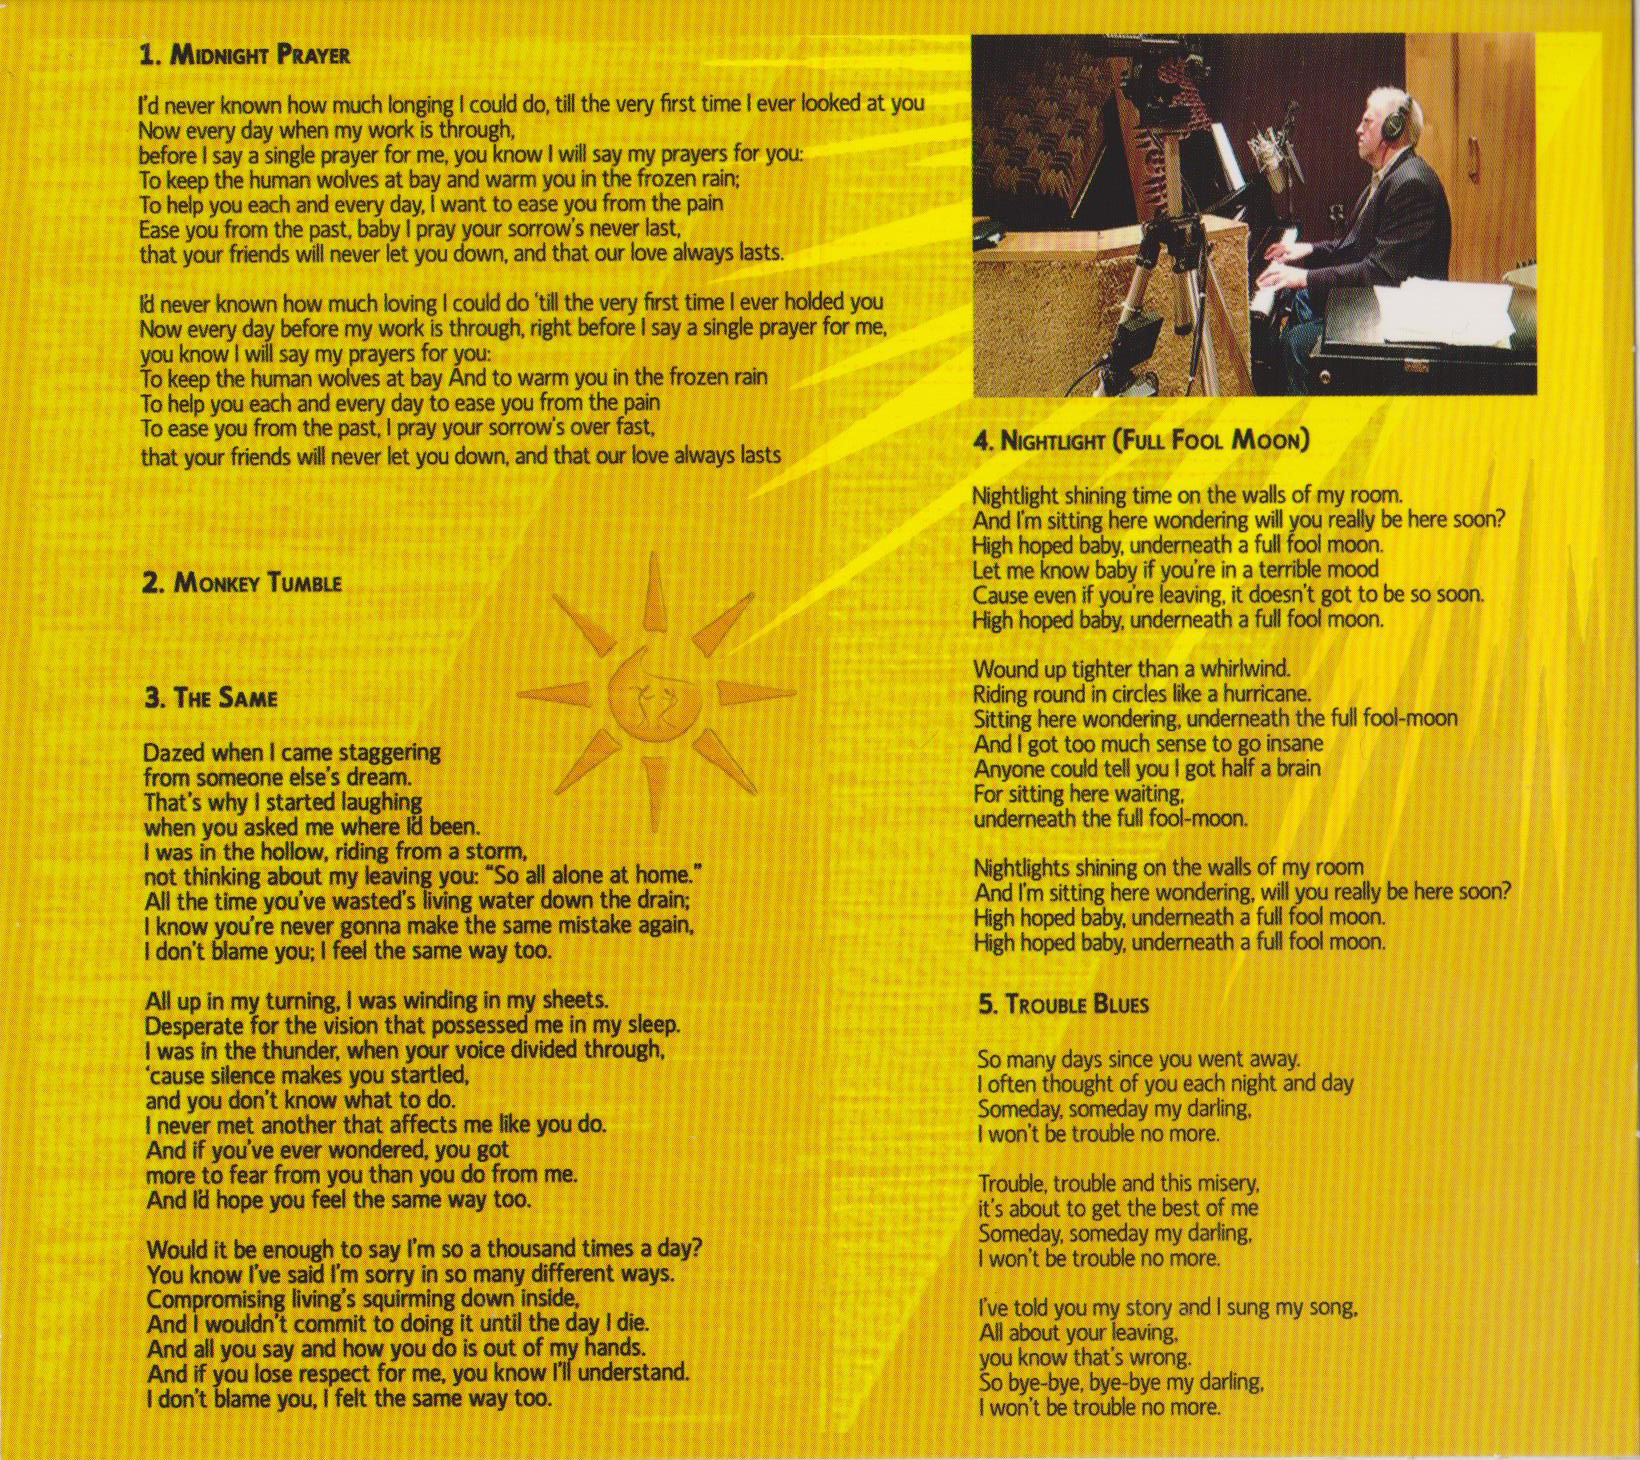 1. Midnight Prayer
I'd never known how much longing I could do, till the very first time I ever looked at you
Now every day when my work is through,
before I say a single prayer for me, you know I will say my prayers for you:
To keep the human wolves at bay and warm you in the frozen rain;
To help you each and every day, I want to ease you from the pain
Ease you from the past, baby I pray your sorrow's never last,
that your friends will never let you down, and that our love always lasts.
I'd never known how much loving I could do 'till the very first time I ever holded you
Now every day before my work is through, right before I say a single prayer for me,
you know I will say my prayers for you:
To keep the human wolves at bay And to warm you in the frozen rain
To help you each and every day to ease you from the pain
To ease you from the past, I pray your sorrow's over fast,
that your friends will never let you down, and that our love always lasts
2. Monkey Tumble
3. The Same
Dazed when I came staggering
from someone else's dream.
That's why I started laughing
when you asked me where I'd been.
I was in the hollow, riding from a storm,
not thinking about my leaving you: "So all alone at home."
All the time you've wasted's living water down the drain;
I know you're never gonna make the same mistake again,
I don't blame you; I feel the same way too.
All up in my turning, I was winding in my sheets.
Desperate for the vision that possessed me in my sleep.
I was in the thunder, when your voice divided through,
'cause silence makes you startled,
and you don't know what to do.
I never met another that affects me like you do.
And if you've ever wondered, you got
more to fear from you than you do from me.
And I'd hope you feel the same way too.
Would it be enough to say I'm so a thousand times a day?
You know I've said I'm sorry in so many different ways.
Compromising living's squirming down inside,
And I wouldn't commit to doing it until the day I die.
And all you say and how you do is out of my hands.
And if you lose respect for me, you know I'll understand.
I don't blame you, I felt the same way too.
4. Nightlight (Full Fool Moon)
Nightlight shining time on the walls of my room.
And I'm sitting here wondering will you really be here soon?
High hoped baby, underneath a full fool moon.
Let me know baby if you're in a terrible mood
Cause even if you're leaving, it doesn't got to be so soon.
High hoped baby, underneath a full fool moon.
Wound up tighter than a whirlwind.
Riding round in circles like a hurricane.
Sitting here wondering, underneath the full fool-moon
And I got too much sense to go insane
Anyone could tell you I got half a brain
For sitting here waiting,
underneath the full fool-moon.
Nightlights shining on the walls of my room
And I'm sitting here wondering, will you really be here soon?
High hoped baby, underneath a full fool moon.
High hoped baby, underneath a full fool moon.
5. Trouble Blues
So many days since you went away.
I often thought of you each night and day
Someday, someday my darling,
I won't be trouble no more.
Trouble, trouble and this misery,
it's about to get the best of me
Someday, someday my darling,
I won't be trouble no more.
I've told you my story and I sung my song,
All about your leaving,
you know that's wrong.
So bye-bye, bye-bye my darling,
I won't be trouble no more.